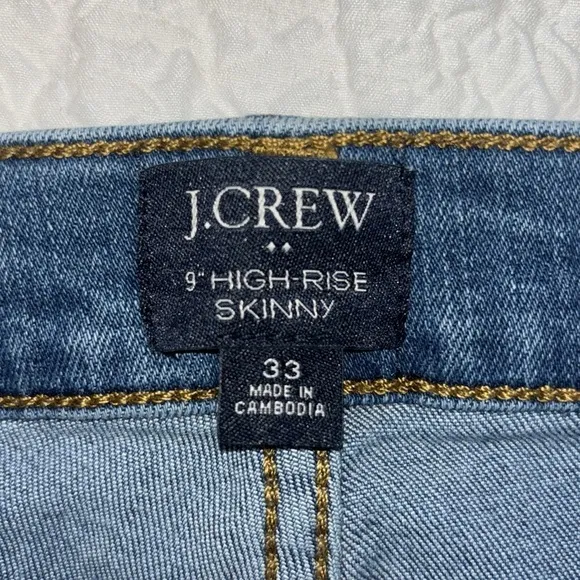 J.CREW
9" HIGH-RISE
SKINNY
33
MADE IN
CAMBODIA